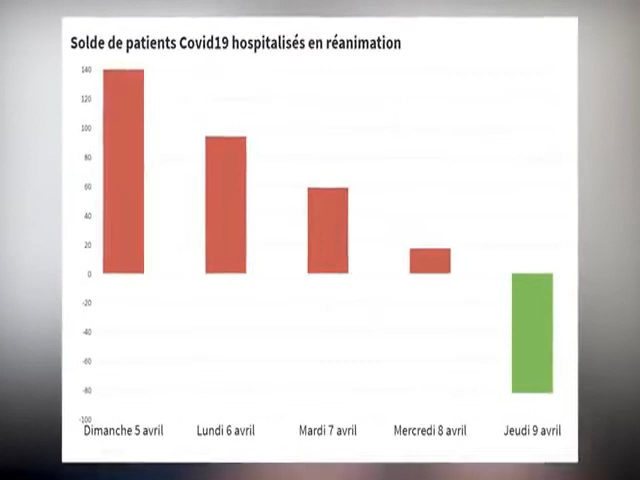 Solde de patients Covid19 hospitalisés en réanimation
140
120
100
80
60
40
20
0
-20
-40
-60
-80
-100
Dimanche 5 avril
Lundi 6 avril
Mardi 7 avril
Mercredi 8 avril
Jeudi 9 avril